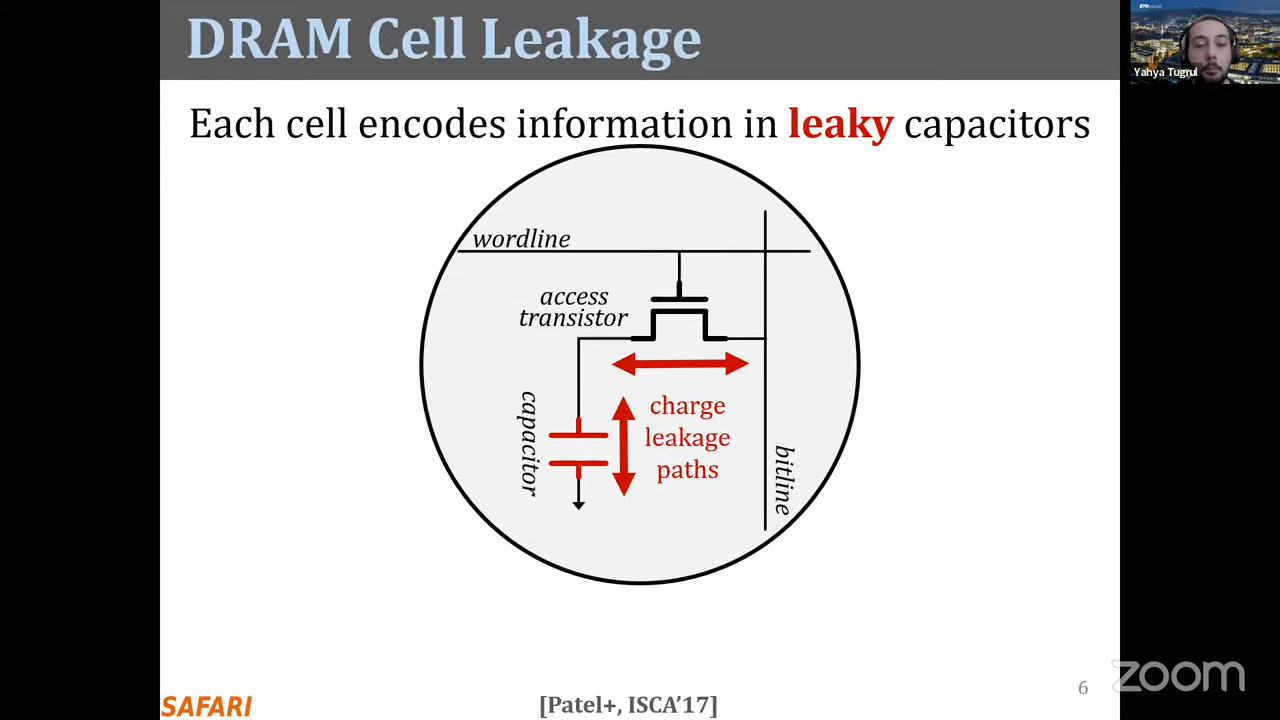 DRAM Cell Leakage
Yahya Tugrul
Each cell encodes information in leaky capacitors
wordline
access
transistor
charge
leakage
paths
capacitor
bitline
SAFARI
[Patel+, ISCA'17]
6
zoom